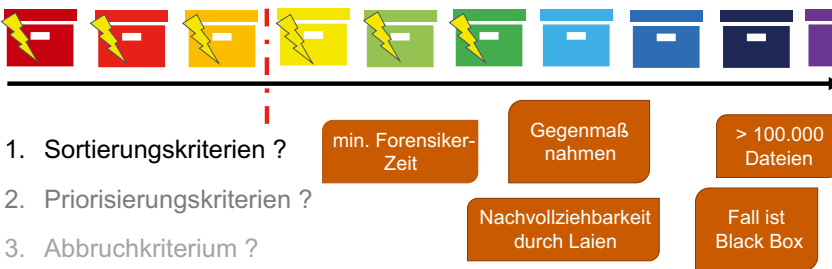 1. Sortierungskriterien ?
2. Priorisierungskriterien ?
3. Abbruchkriterium ?
min. Forensiker-
Zeit
Gegenmaß
nahmen
> 100.000
Dateien
Nachvollziehbarkeit
durch Laien
Fall ist
Black Box